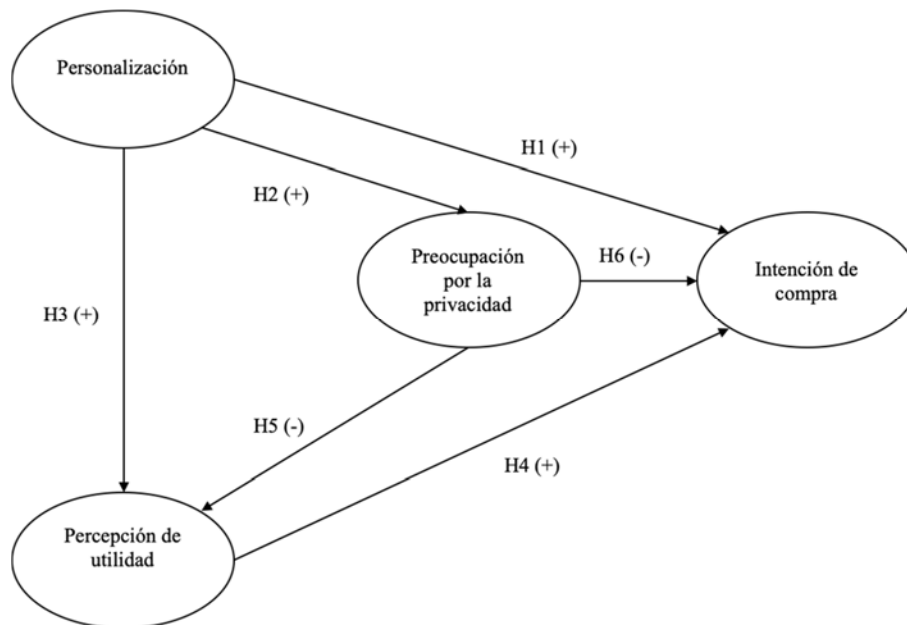 Personalización
H1 (+)
H2 (+)
Preocupación
por la
privacidad
H6 (-)
Intención de
compra
H3 (+)
H5 (-)
H4 (+)
Percepción de
utilidad